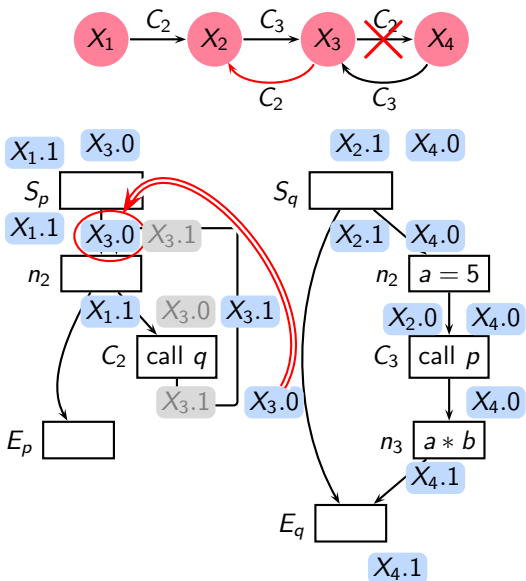 C₂ C₃ C₂
X₁ X₂ X₃ X₄
C₂ C₃
X₁.1 X₃.0 X₂.1 X₄.0
Sₚ S_q
X₁.1 X₃.0 X₃.1 X₂.1 X₄.0
n₂ n₂ a = 5
X₁.1 X₃.0 X₃.1 X₂.0 X₄.0
C₂ call q C₃ call p
X₃.1 X₃.0 X₄.0
Eₚ n₃ a ∗ b
X₄.1
E_q
X₄.1